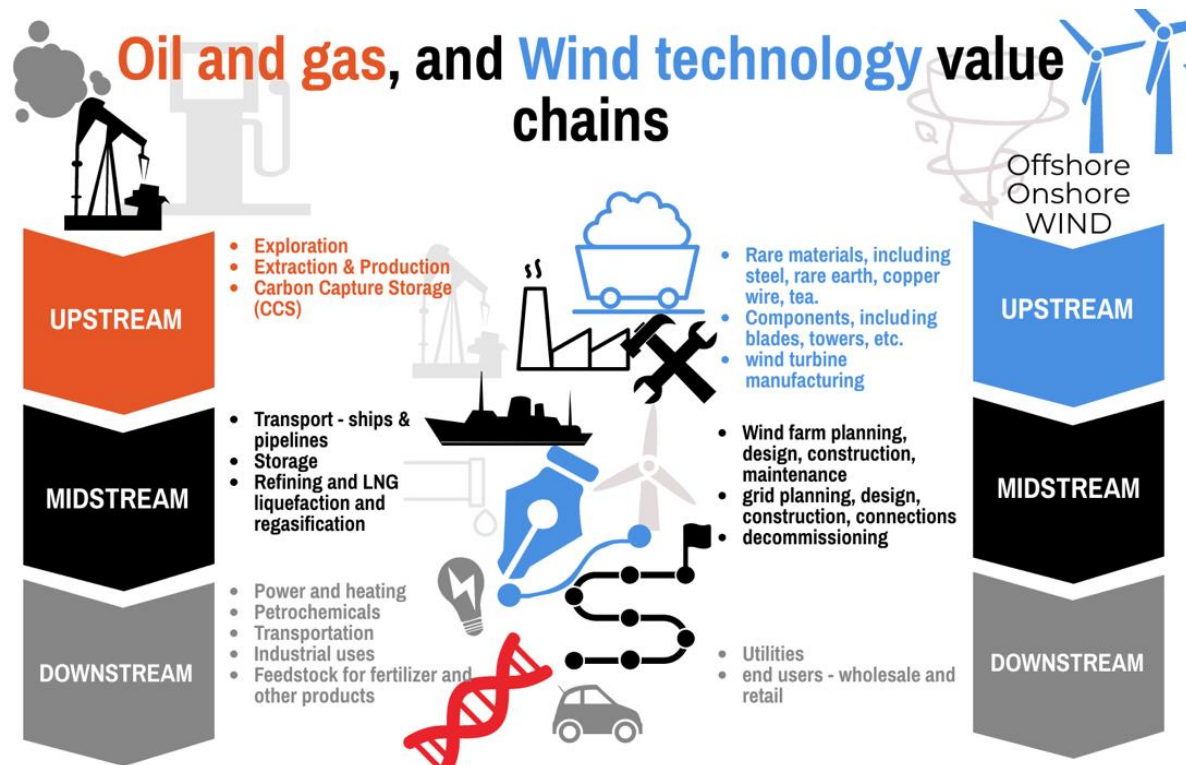 Oil and gas, and Wind technology value
chains
Offshore
Onshore
WIND
UPSTREAM
• Exploration
• Extraction & Production
• Carbon Capture Storage
(CCS)
• Rare materials, including
steel, rare earth, copper
wire, tea.
• Components, including
blades, towers, etc.
• wind turbine
manufacturing
UPSTREAM
MIDSTREAM
• Transport - ships &
pipelines
• Storage
• Refining and LNG
liquefaction and
regasification
• Wind farm planning,
design, construction,
maintenance
• grid planning, design,
construction, connections
• decommissioning
MIDSTREAM
DOWNSTREAM
• Power and heating
• Petrochemicals
• Transportation
• Industrial uses
• Feedstock for fertilizer and
other products
• Utilities
• end users - wholesale and
retail
DOWNSTREAM